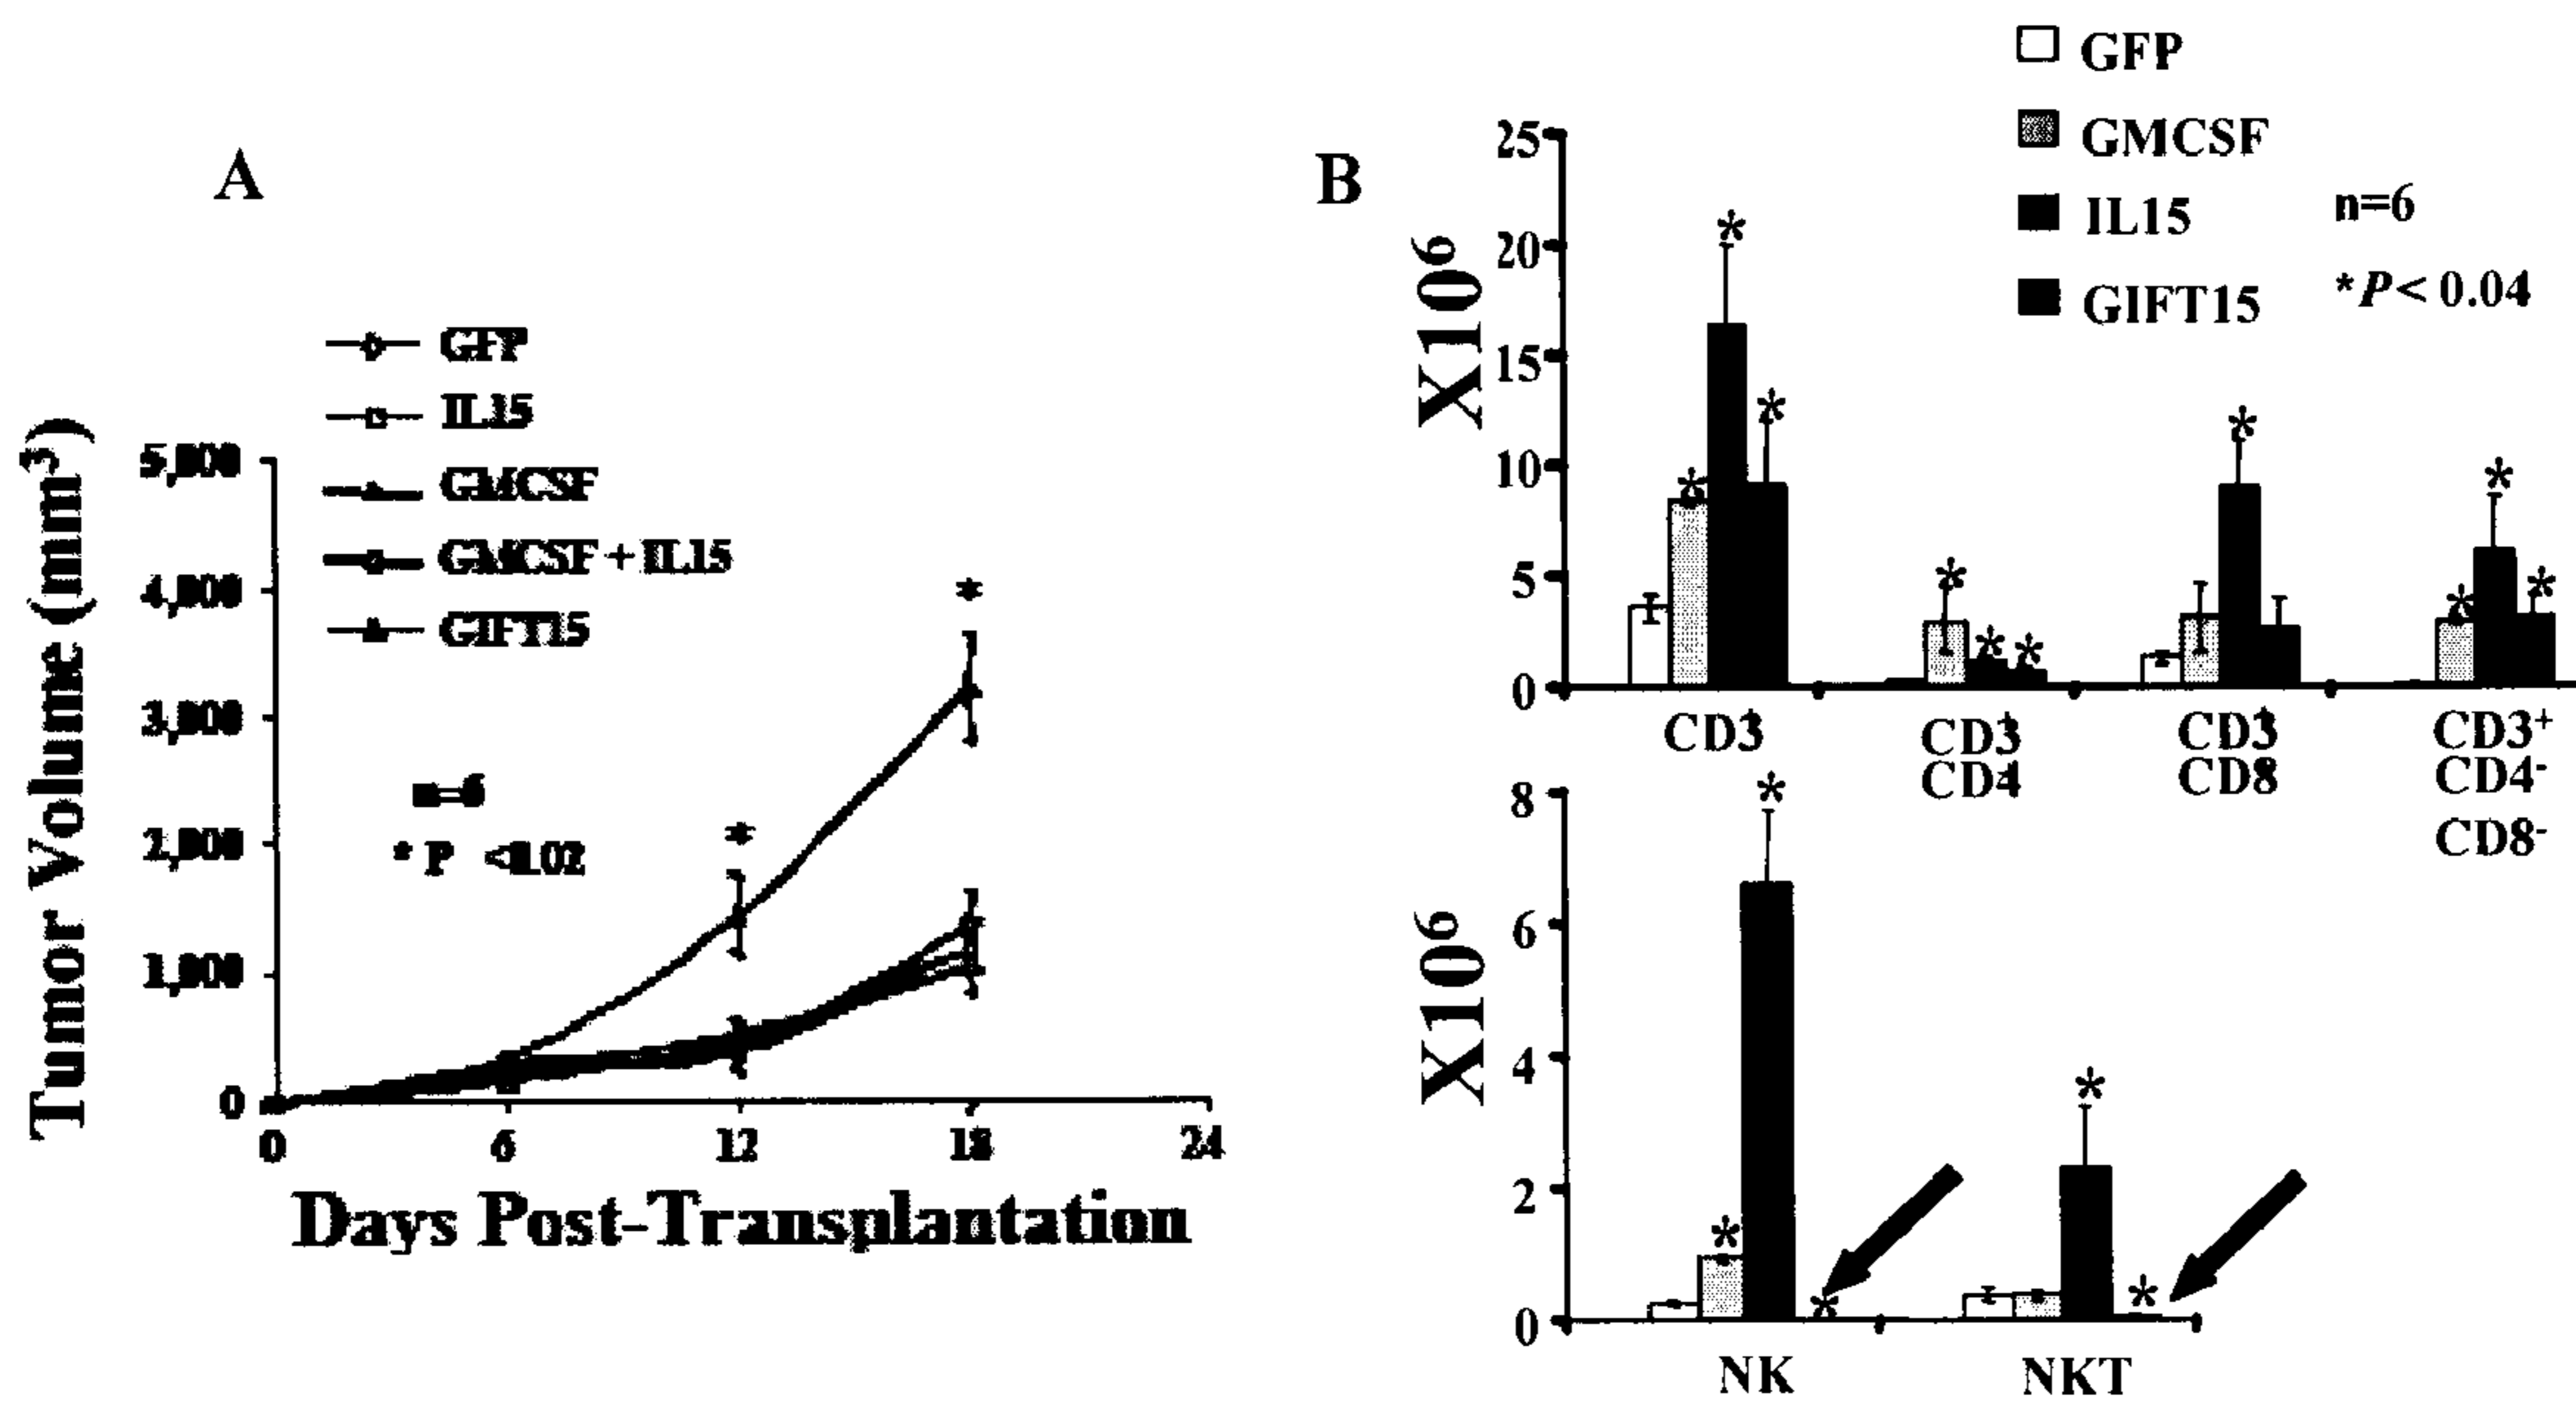 A
GFP
IL15
GMCSF
GMCSF + IL15
GIFT15
5,000
4,000
3,000
2,000
1,000
0
n=6
*
*
* P <0.02
Tumor Volume (mm³)
0 6 12 18 24
Days Post-Transplantation
B
GFP
GMCSF
IL15
GIFT15
n=6
*P< 0.04
X10⁶
25
20
15
10
5
0
* * *
* * *
*
* * *
CD3⁺
CD3⁺
CD4⁺
CD3⁺
CD8⁺
CD3⁺
CD4⁻
CD8⁻
X10⁶
8
6
4
2
0
* * *
* *
NK NKT